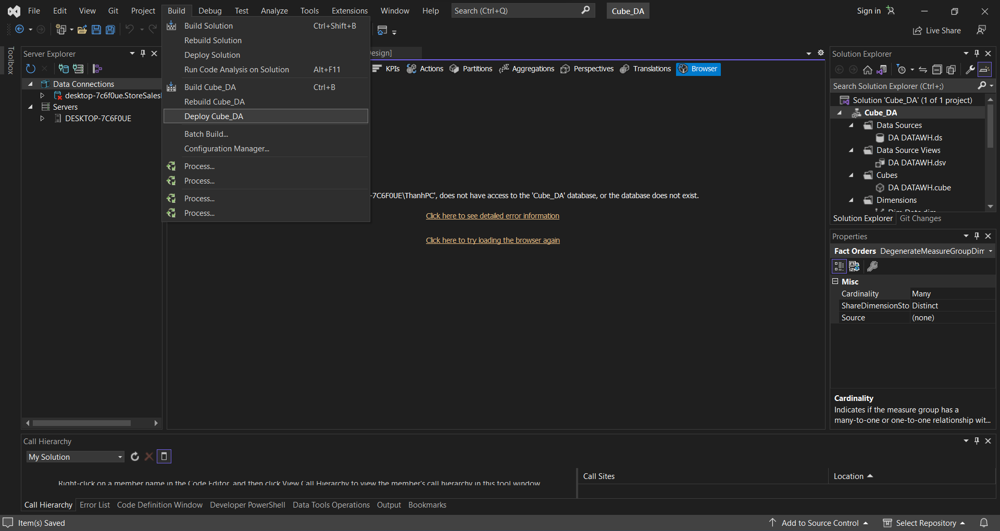 File Edit View Git Project Build Debug Test Analyze Tools Extensions Window Help Search (Ctrl+Q) Cube_DA Sign in
Live Share
Toolbox
Server Explorer
Data Connections
desktop-7c6f0ue.StoreSales
Servers
DESKTOP-7C6F0UE
Build Solution Ctrl+Shift+B
Rebuild Solution
Deploy Solution
Run Code Analysis on Solution Alt+F11
Build Cube_DA Ctrl+B
Rebuild Cube_DA
Deploy Cube_DA
Batch Build...
Configuration Manager...
Process...
Process...
Process...
Process...
esign]
KPIs Actions Partitions Aggregations Perspectives Translations Browser
-7C6F0UE\ThanhPC', does not have access to the 'Cube_DA' database, or the database does not exist.
Click here to see detailed error information
Click here to try loading the browser again
Solution Explorer
Search Solution Explorer (Ctrl+;)
Solution 'Cube_DA' (1 of 1 project)
Cube_DA
Data Sources
DA DATAWH.ds
Data Source Views
DA DATAWH.dsv
Cubes
DA DATAWH.cube
Dimensions
Dim Date.dim
Solution Explorer Git Changes
Properties
Fact Orders DegenerateMeasureGroupDim
Misc
Cardinality Many
ShareDimensionSto Distinct
Source (none)
Cardinality
Indicates if the measure group has a
many-to-one or one-to-one relationship wit...
Call Hierarchy
My Solution
Right-click on a member name in the Code Editor, and then click View Call Hierarchy to view the member's call hierarchy in this tool window
Call Sites Location
Call Hierarchy Error List Code Definition Window Developer PowerShell Data Tools Operations Output Bookmarks
Item(s) Saved Add to Source Control Select Repository